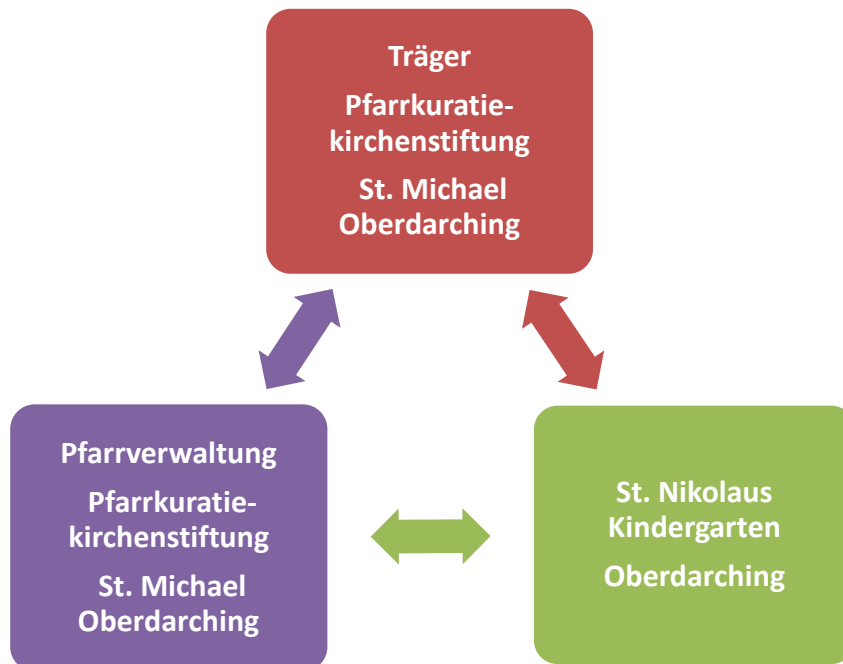 Träger
Pfarrkuratie-
kirchenstiftung
St. Michael
Oberdarching
Pfarrverwaltung
Pfarrkuratie-
kirchenstiftung
St. Michael
Oberdarching
St. Nikolaus
Kindergarten
Oberdarching